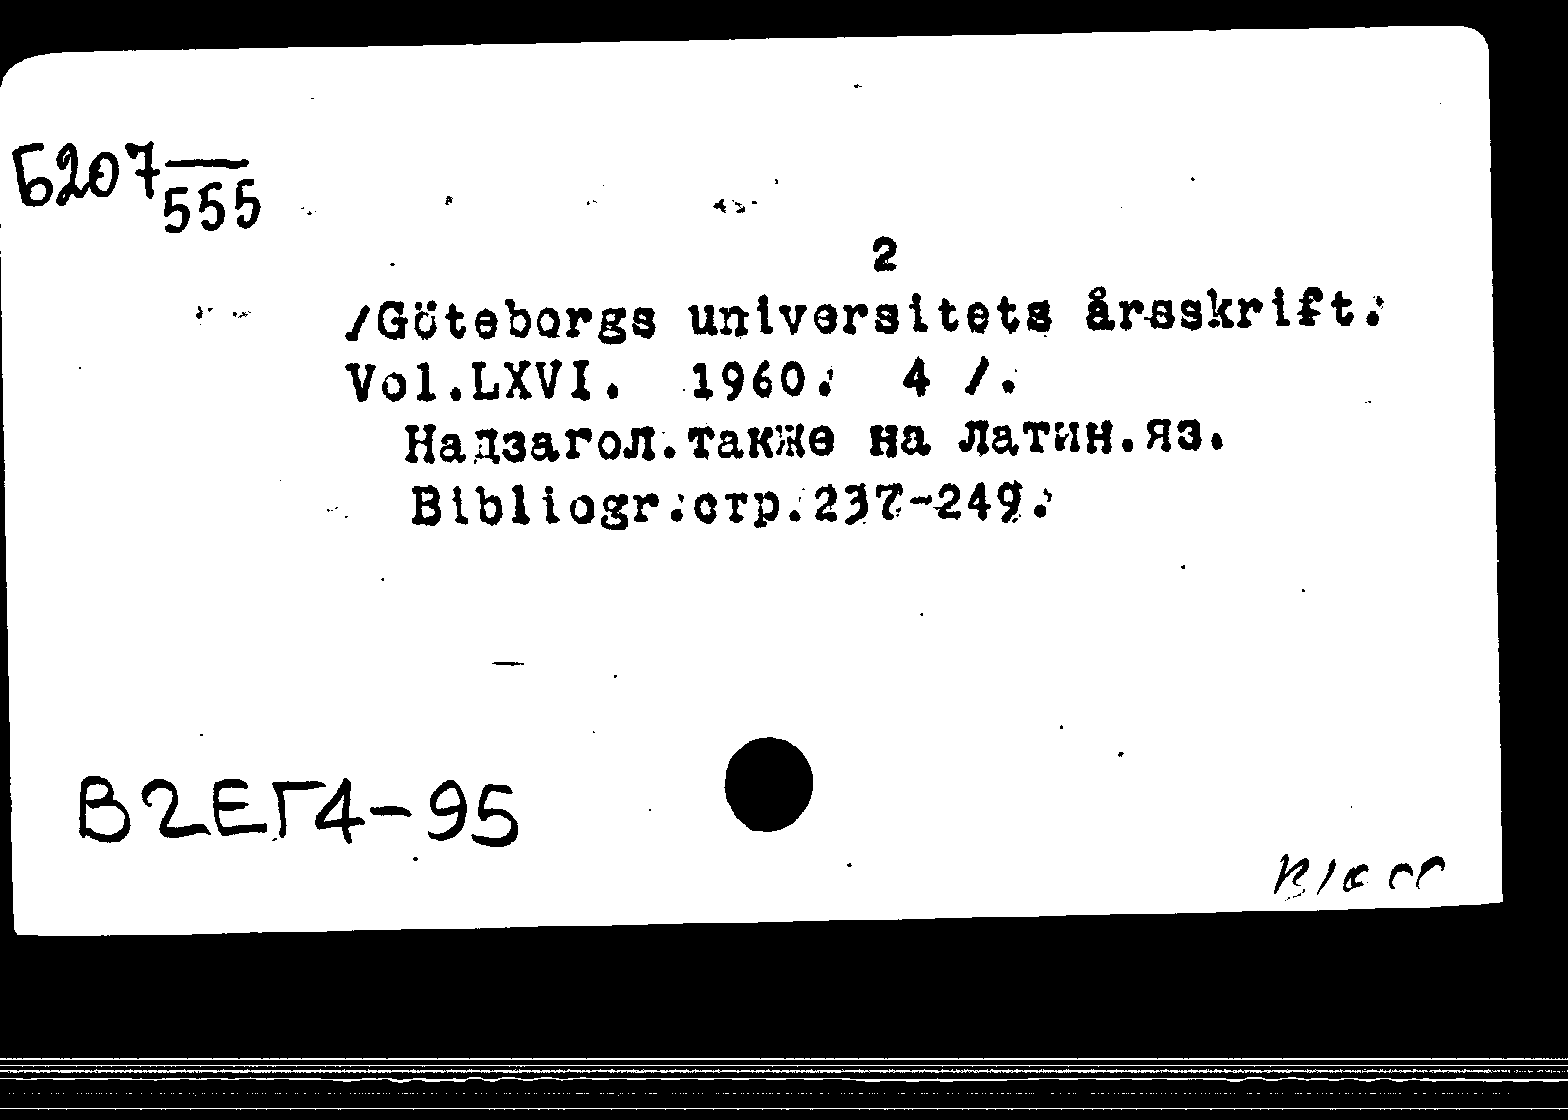 Б207
555
2
/Göteborgs universitets årsskrift.
Vol.LXVI. 1960. 4 /.
Надзагол.также на латин.яз.
Bibliogr.:стр.237-249.
В2ЕГ4-95